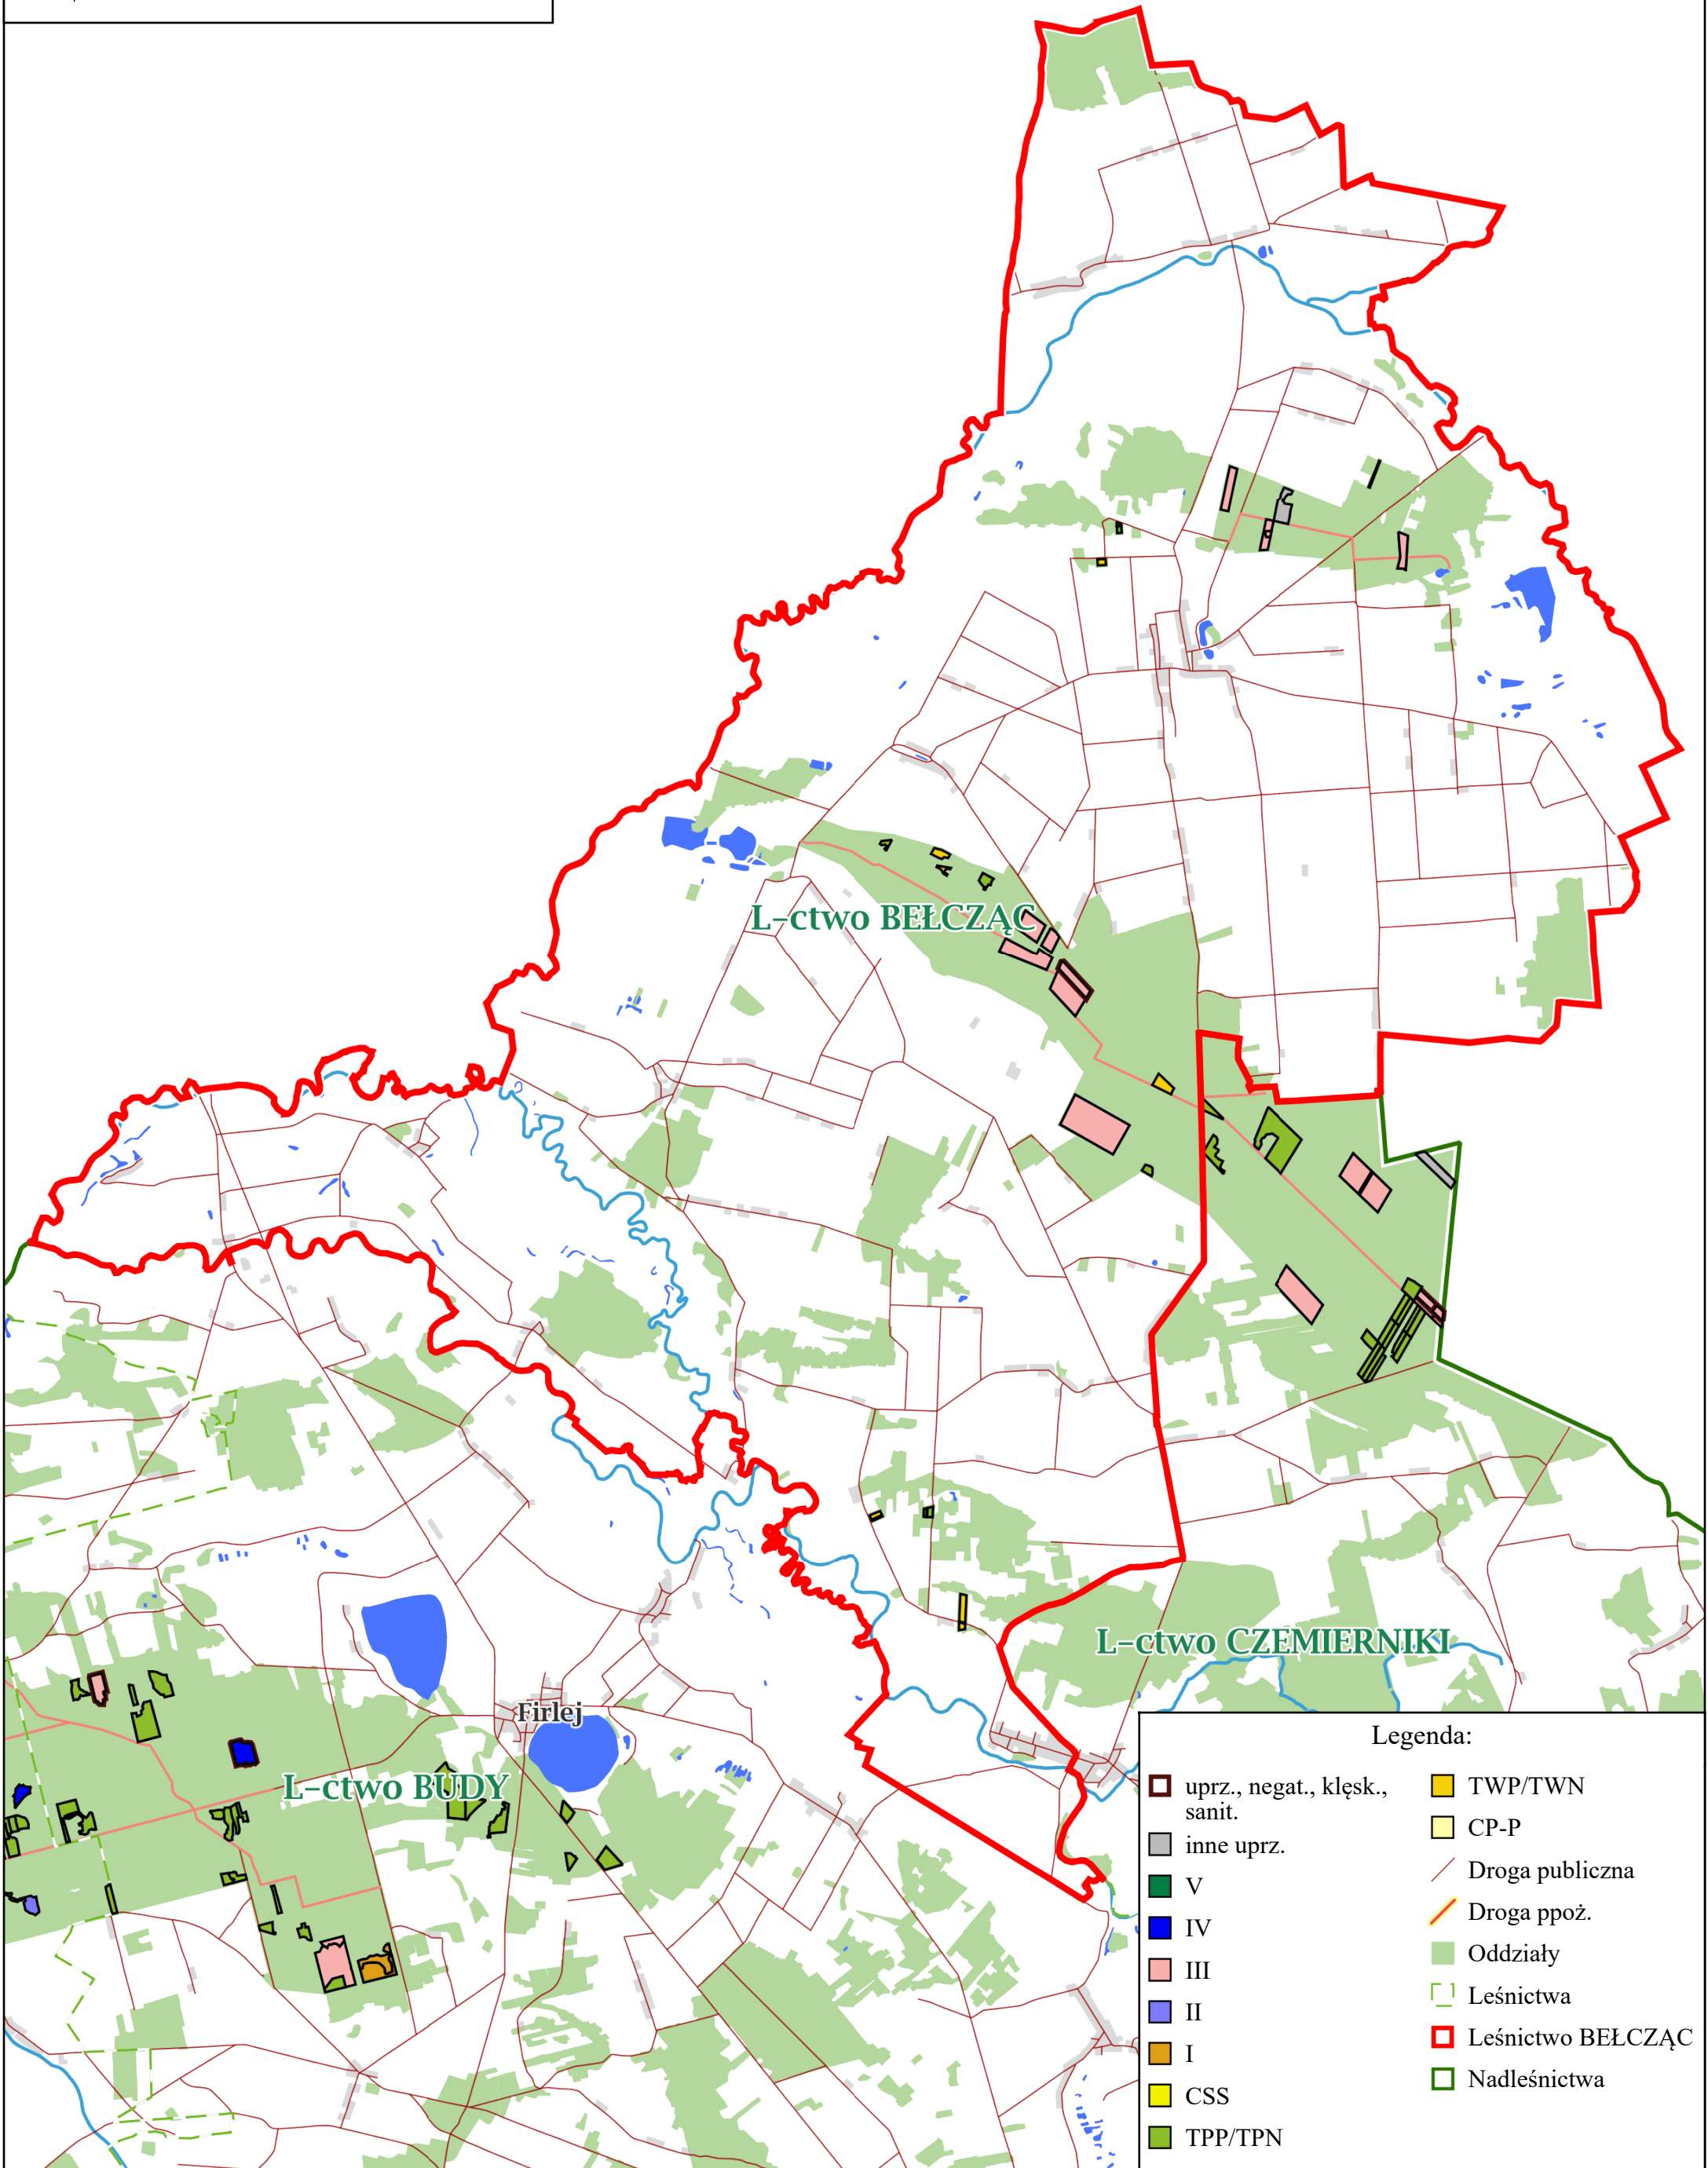 L–ctwo BEŁCZĄC
L–ctwo CZEMIERNIKI
Firlej
L–ctwo BUDY
Legenda:
uprz., negat., klęsk.,
sanit.
inne uprz.
V
IV
III
II
I
CSS
TPP/TPN
TWP/TWN
CP-P
Droga publiczna
Droga ppoż.
Oddziały
Leśnictwa
Leśnictwo BEŁCZĄC
Nadleśnictwa